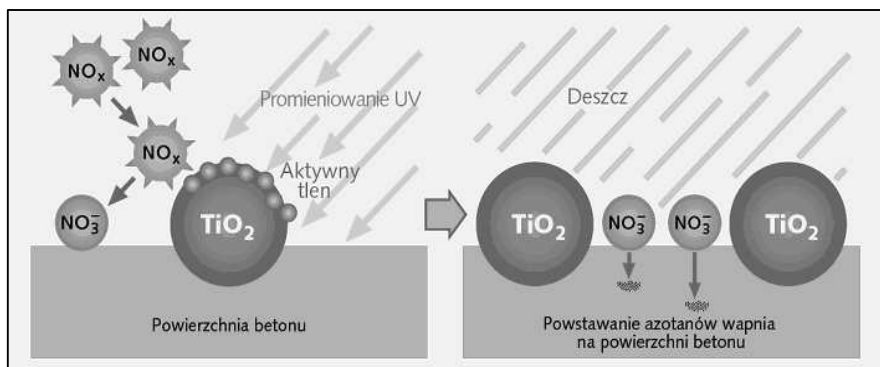 NOₓ
NOₓ
Promieniowanie UV
NOₓ
Aktywny
tlen
NO₃⁻
TiO₂
Powierzchnia betonu
Deszcz
TiO₂
NO₃⁻
NO₃⁻
TiO₂
Powstawanie azotanów wapnia
na powierzchni betonu